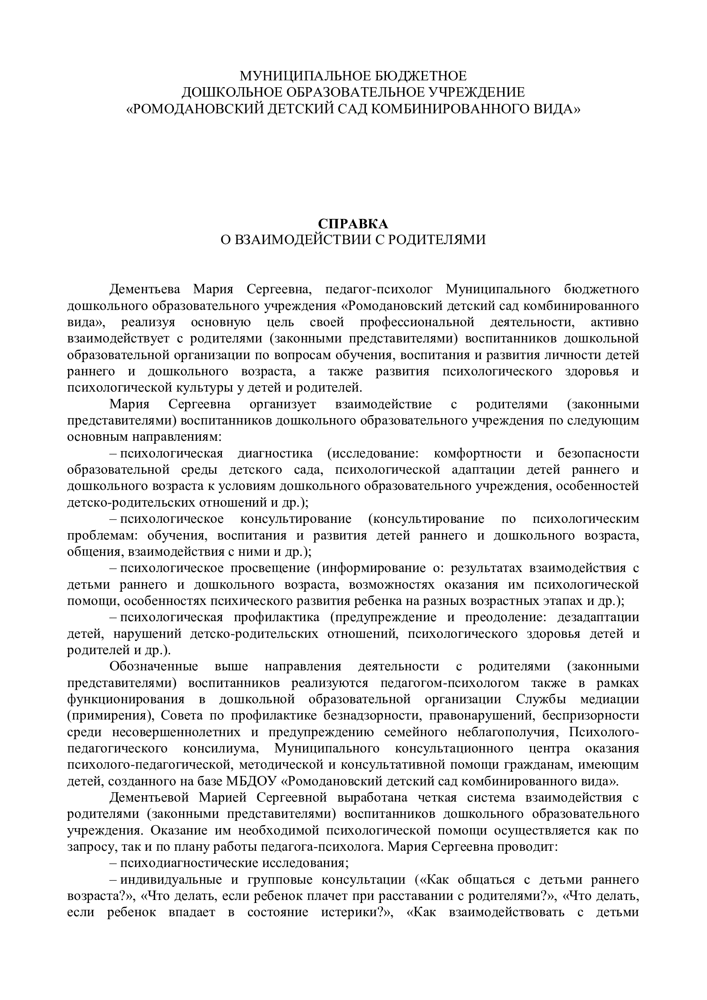 МУНИЦИПАЛЬНОЕ БЮДЖЕТНОЕ
ДОШКОЛЬНОЕ ОБРАЗОВАТЕЛЬНОЕ УЧРЕЖДЕНИЕ
«РОМОДАНОВСКИЙ ДЕТСКИЙ САД КОМБИНИРОВАННОГО ВИДА»
СПРАВКА
О ВЗАИМОДЕЙСТВИИ С РОДИТЕЛЯМИ
Дементьева Мария Сергеевна, педагог-психолог Муниципального бюджетного
дошкольного образовательного учреждения «Ромодановский детский сад комбинированного
вида», реализуя основную цель своей профессиональной деятельности, активно
взаимодействует с родителями (законными представителями) воспитанников дошкольной
образовательной организации по вопросам обучения, воспитания и развития личности детей
раннего и дошкольного возраста, а также развития психологического здоровья и
психологической культуры у детей и родителей.
Мария Сергеевна организует взаимодействие с родителями (законными
представителями) воспитанников дошкольного образовательного учреждения по следующим
основным направлениям:
– психологическая диагностика (исследование: комфортности и безопасности
образовательной среды детского сада, психологической адаптации детей раннего и
дошкольного возраста к условиям дошкольного образовательного учреждения, особенностей
детско-родительских отношений и др.);
– психологическое консультирование (консультирование по психологическим
проблемам: обучения, воспитания и развития детей раннего и дошкольного возраста,
общения, взаимодействия с ними и др.);
– психологическое просвещение (информирование о: результатах взаимодействия с
детьми раннего и дошкольного возраста, возможностях оказания им психологической
помощи, особенностях психического развития ребенка на разных возрастных этапах и др.);
– психологическая профилактика (предупреждение и преодоление: дезадаптации
детей, нарушений детско-родительских отношений, психологического здоровья детей и
родителей и др.).
Обозначенные выше направления деятельности с родителями (законными
представителями) воспитанников реализуются педагогом-психологом также в рамках
функционирования в дошкольной образовательной организации Службы медиации
(примирения), Совета по профилактике безнадзорности, правонарушений, беспризорности
среди несовершеннолетних и предупреждению семейного неблагополучия, Психолого-
педагогического консилиума, Муниципального консультационного центра оказания
психолого-педагогической, методической и консультативной помощи гражданам, имеющим
детей, созданного на базе МБДОУ «Ромодановский детский сад комбинированного вида».
Дементьевой Марией Сергеевной выработана четкая система взаимодействия с
родителями (законными представителями) воспитанников дошкольного образовательного
учреждения. Оказание им необходимой психологической помощи осуществляется как по
запросу, так и по плану работы педагога-психолога. Мария Сергеевна проводит:
– психодиагностические исследования;
– индивидуальные и групповые консультации («Как общаться с детьми раннего
возраста?», «Что делать, если ребенок плачет при расставании с родителями?», «Что делать,
если ребенок впадает в состояние истерики?», «Как взаимодействовать с детьми